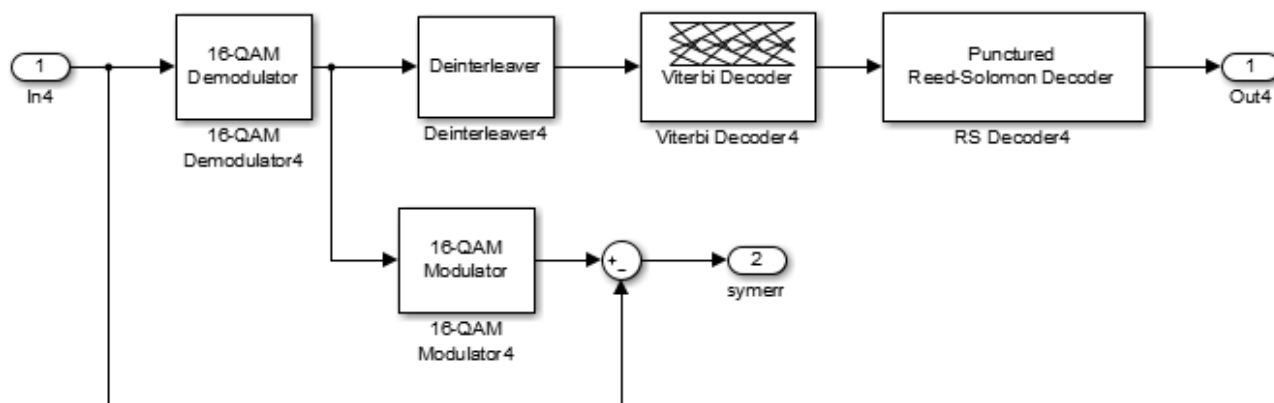 1
In4
16-QAM
Demodulator
16-QAM
Demodulator4
Deinterleaver
Deinterleaver4
Viterbi Decoder
Viterbi Decoder4
Punctured
Reed-Solomon Decoder
RS Decoder4
1
Out4
16-QAM
Modulator
16-QAM
Modulator4
+
−
2
symerr